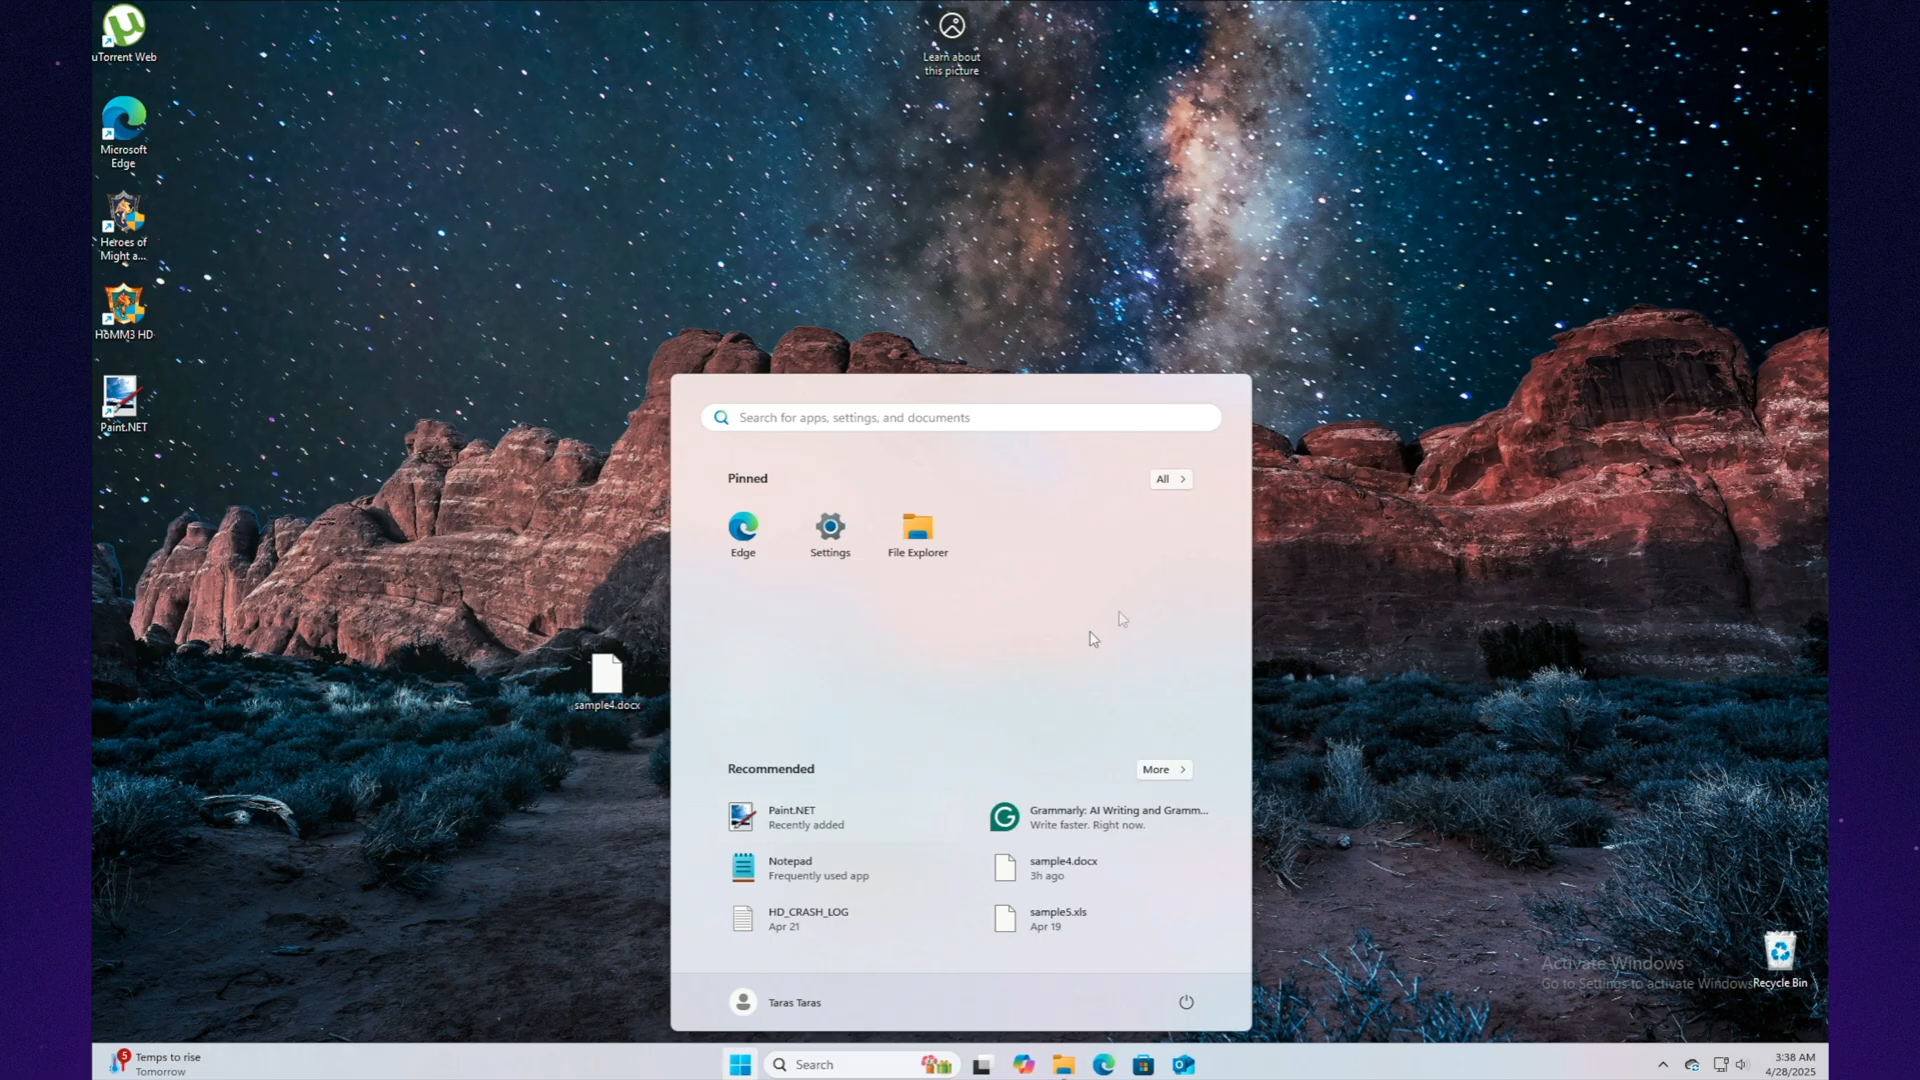 uTorrent Web
Microsoft
Edge
Heroes of
Might a...
HoMM3 HD
Paint.NET
Learn about
this picture
sample4.docx
Search for apps, settings, and documents
Pinned
All
Edge
Settings
File Explorer
Recommended
More
Paint.NET
Recently added
Grammarly: AI Writing and Gramm...
Write faster. Right now.
Notepad
Frequently used app
sample4.docx
3h ago
HD_CRASH_LOG
Apr 21
sample5.xls
Apr 19
Taras Taras
Activate Windows
Go to Settings to activate Windows
Recycle Bin
5
Temps to rise
Tomorrow
Search
3:38 AM
4/28/2025